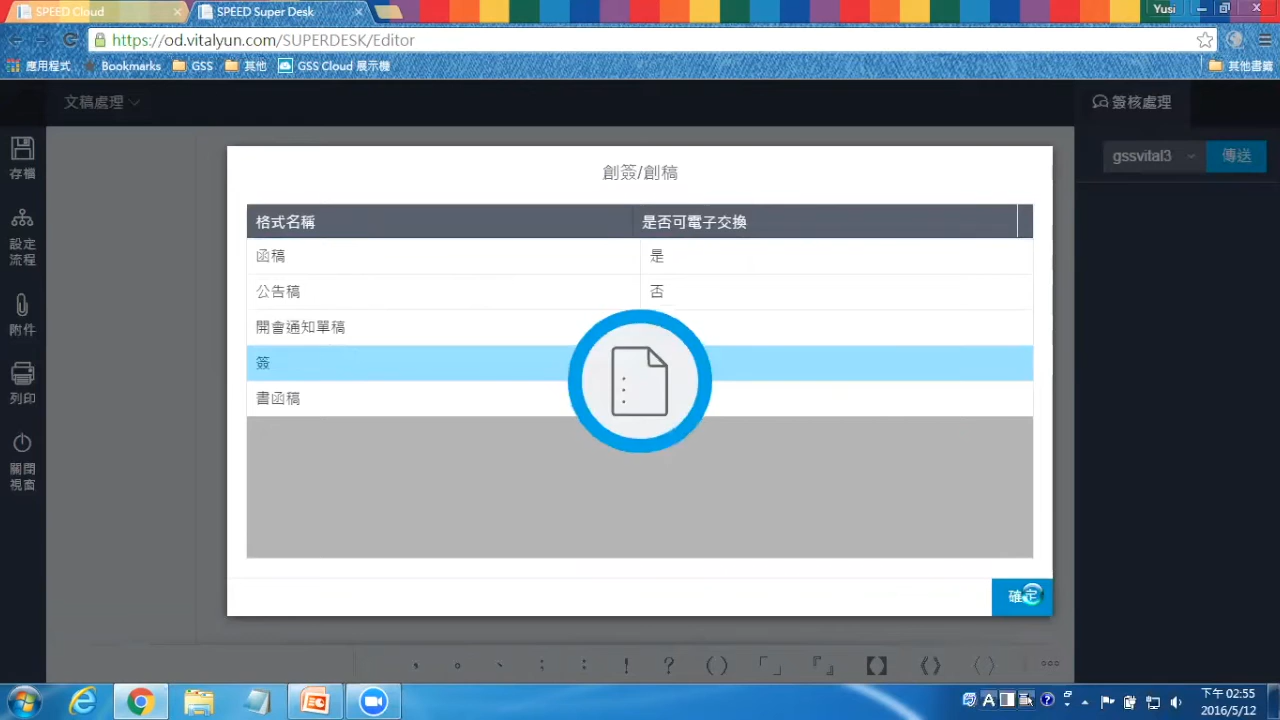 SPEED Cloud
SPEED Super Desk
Yusi
https://od.vitalyun.com/SUPERDESK/Editor
應用程式
Bookmarks
GSS
其他
GSS Cloud 展示機
其他書籤
文稿處理
簽核處理
存檔
設定
流程
附件
列印
關閉
視窗
gssvital3
傳送
創簽/創稿
格式名稱
是否可電子交換
函稿
是
公告稿
否
開會通知單稿
簽
書函稿
確定
, 。 、 ; : ! ? ( ) 「 」 『 』 【 】 《 》 〈 〉
下午 02:55
2016/5/12